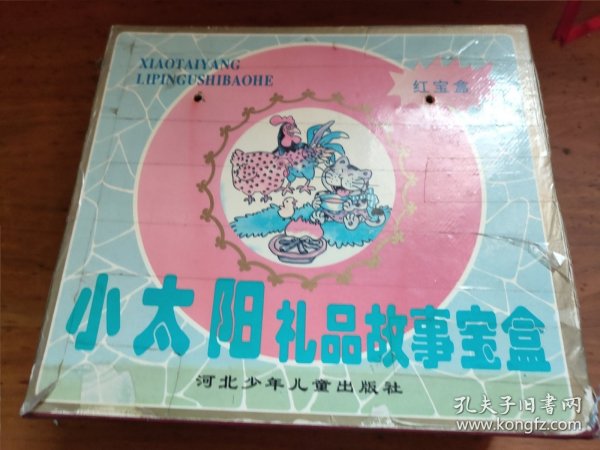 XIAOTAIYANG
LIPINGUSHIBAOHE
红宝盒
小太阳礼品故事宝盒
河北少年儿童出版社
孔夫子旧书网
www.kongfz.com